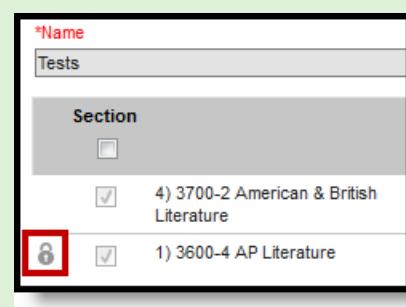 *Name
Tests
Section
4) 3700-2 American & British
Literature
1) 3600-4 AP Literature